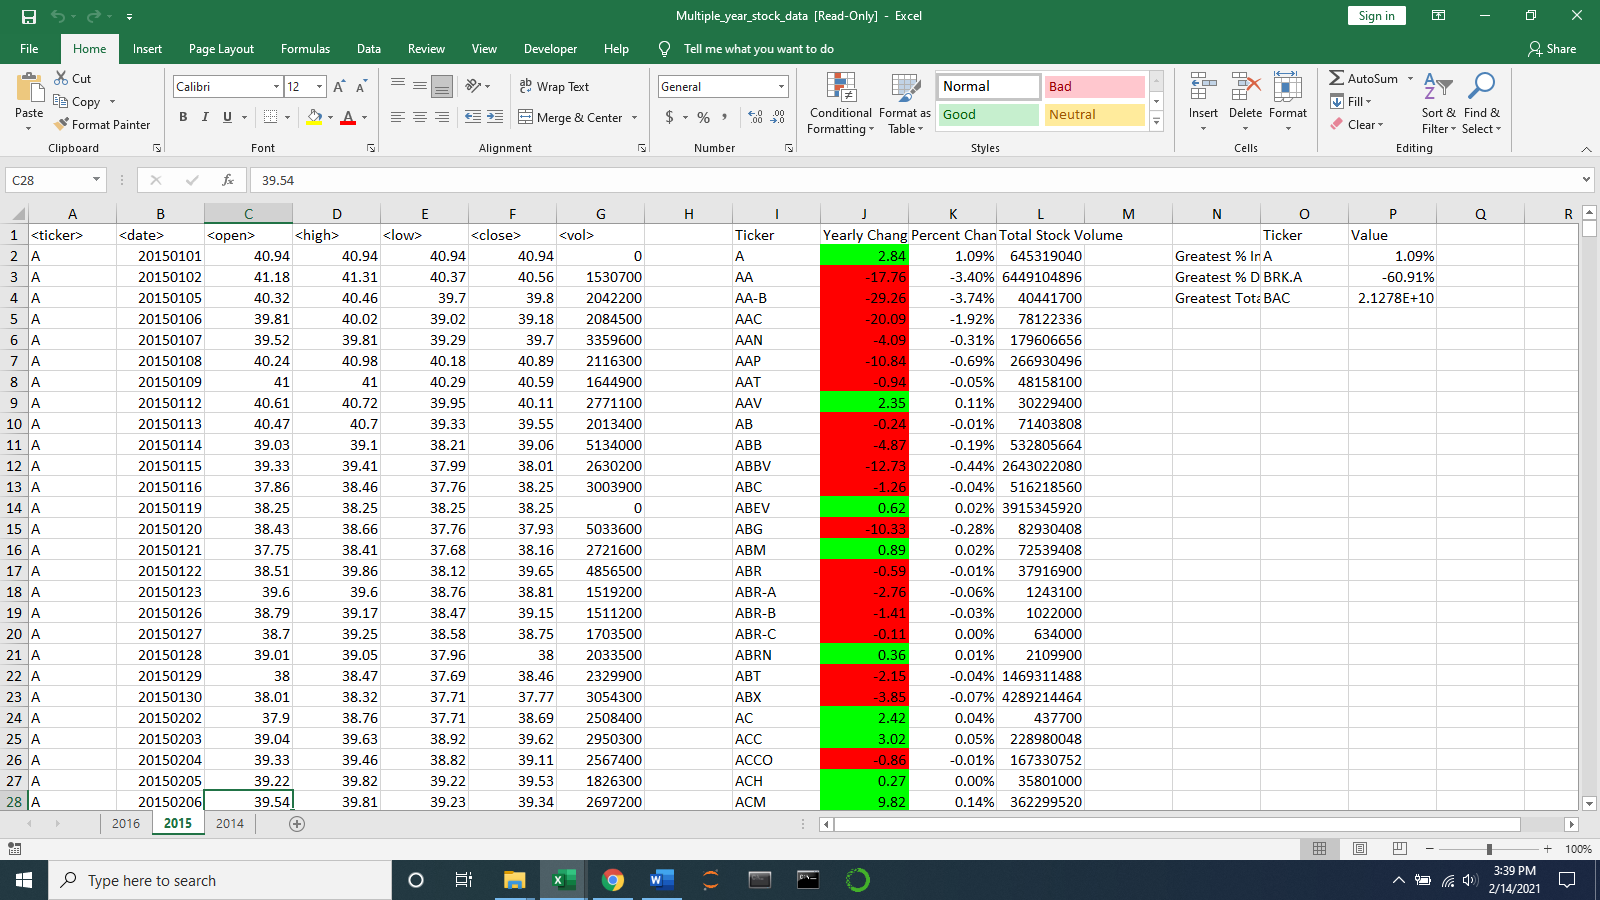 Multiple_year_stock_data [Read-Only] - Excel
Sign in
File Home Insert Page Layout Formulas Data Review View Developer Help Tell me what you want to do Share
Paste
Cut
Copy
Format Painter
Clipboard
Calibri 12
B I U
Font
Wrap Text
Merge & Center
Alignment
General
$ % ,
Number
Conditional Formatting
Format as Table
Normal Bad
Good Neutral
Styles
Insert Delete Format
Cells
AutoSum
Fill
Clear
Sort & Filter
Find & Select
Editing
C28 fx 39.54
A B C D E F G H I J K L M N O P Q R
1 <ticker> <date> <open> <high> <low> <close> <vol> Ticker Yearly Chang Percent Chan Total Stock Volume Ticker Value
2 A 20150101 40.94 40.94 40.94 40.94 0 A 2.84 1.09% 645319040 Greatest % In A 1.09%
3 A 20150102 41.18 41.31 40.37 40.56 1530700 AA -17.76 -3.40% 6449104896 Greatest % D BRK.A -60.91%
4 A 20150105 40.32 40.46 39.7 39.8 2042200 AA-B -29.26 -3.74% 40441700 Greatest Tota BAC 2.1278E+10
5 A 20150106 39.81 40.02 39.02 39.18 2084500 AAC -20.09 -1.92% 78122336
6 A 20150107 39.52 39.81 39.29 39.7 3359600 AAN -4.09 -0.31% 179606656
7 A 20150108 40.24 40.98 40.18 40.89 2116300 AAP -10.84 -0.69% 266930496
8 A 20150109 41 41 40.29 40.59 1644900 AAT -0.94 -0.05% 48158100
9 A 20150112 40.61 40.72 39.95 40.11 2771100 AAV 2.35 0.11% 30229400
10 A 20150113 40.47 40.7 39.33 39.55 2013400 AB -0.24 -0.01% 71403808
11 A 20150114 39.03 39.1 38.21 39.06 5134000 ABB -4.87 -0.19% 532805664
12 A 20150115 39.33 39.41 37.99 38.01 2630200 ABBV -12.73 -0.44% 2643022080
13 A 20150116 37.86 38.46 37.76 38.25 3003900 ABC -1.26 -0.04% 516218560
14 A 20150119 38.25 38.25 38.25 38.25 0 ABEV 0.62 0.02% 3915345920
15 A 20150120 38.43 38.66 37.76 37.93 5033600 ABG -10.33 -0.28% 82930408
16 A 20150121 37.75 38.41 37.68 38.16 2721600 ABM 0.89 0.02% 72539408
17 A 20150122 38.51 39.86 38.12 39.65 4856500 ABR -0.59 -0.01% 37916900
18 A 20150123 39.6 39.6 38.76 38.81 1519200 ABR-A -2.76 -0.06% 1243100
19 A 20150126 38.79 39.17 38.47 39.15 1511200 ABR-B -1.41 -0.03% 1022000
20 A 20150127 38.7 39.25 38.58 38.75 1703500 ABR-C -0.11 0.00% 634000
21 A 20150128 39.01 39.05 37.96 38 2033500 ABRN 0.36 0.01% 2109900
22 A 20150129 38 38.47 37.69 38.46 2329900 ABT -2.15 -0.04% 1469311488
23 A 20150130 38.01 38.32 37.71 37.77 3054300 ABX -3.85 -0.07% 4289214464
24 A 20150202 37.9 38.76 37.71 38.69 2508400 AC 2.42 0.04% 437700
25 A 20150203 39.04 39.63 38.92 39.62 2950300 ACC 3.02 0.05% 228980048
26 A 20150204 39.33 39.46 38.82 39.11 2567400 ACCO -0.86 -0.01% 167330752
27 A 20150205 39.22 39.82 39.22 39.53 1826300 ACH 0.27 0.00% 35801000
28 A 20150206 39.54 39.81 39.23 39.34 2697200 ACM 9.82 0.14% 362299520
2016 2015 2014
100%
Type here to search
3:39 PM
2/14/2021